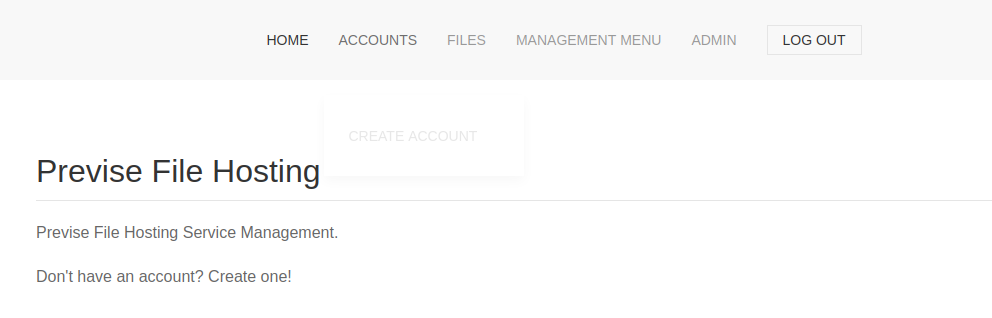 HOME ACCOUNTS FILES MANAGEMENT MENU ADMIN LOG OUT
CREATE ACCOUNT
Previse File Hosting
Previse File Hosting Service Management.
Don't have an account? Create one!